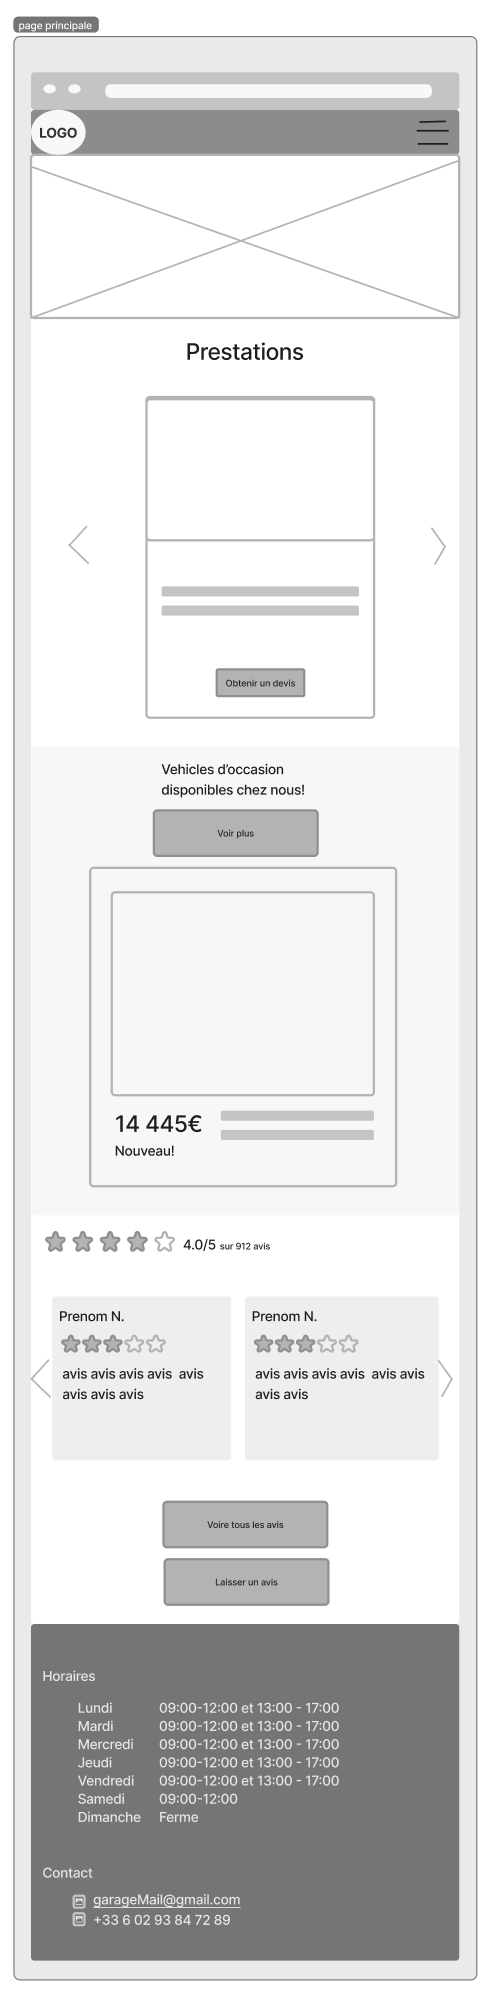 page principale
LOGO
Prestations
Obtenir un devis
Vehicles d'occasion
disponibles chez nous!
Voir plus
14 445€
Nouveau!
4.0/5 sur 912 avis
Prenom N.
avis avis avis avis  avis
avis avis avis
Prenom N.
avis avis avis avis  avis avis
avis avis
Voire tous les avis
Laisser un avis
Horaires
Lundi 09:00-12:00 et 13:00 - 17:00
Mardi 09:00-12:00 et 13:00 - 17:00
Mercredi 09:00-12:00 et 13:00 - 17:00
Jeudi 09:00-12:00 et 13:00 - 17:00
Vendredi 09:00-12:00 et 13:00 - 17:00
Samedi 09:00-12:00
Dimanche Ferme
Contact
garageMail@gmail.com
+33 6 02 93 84 72 89